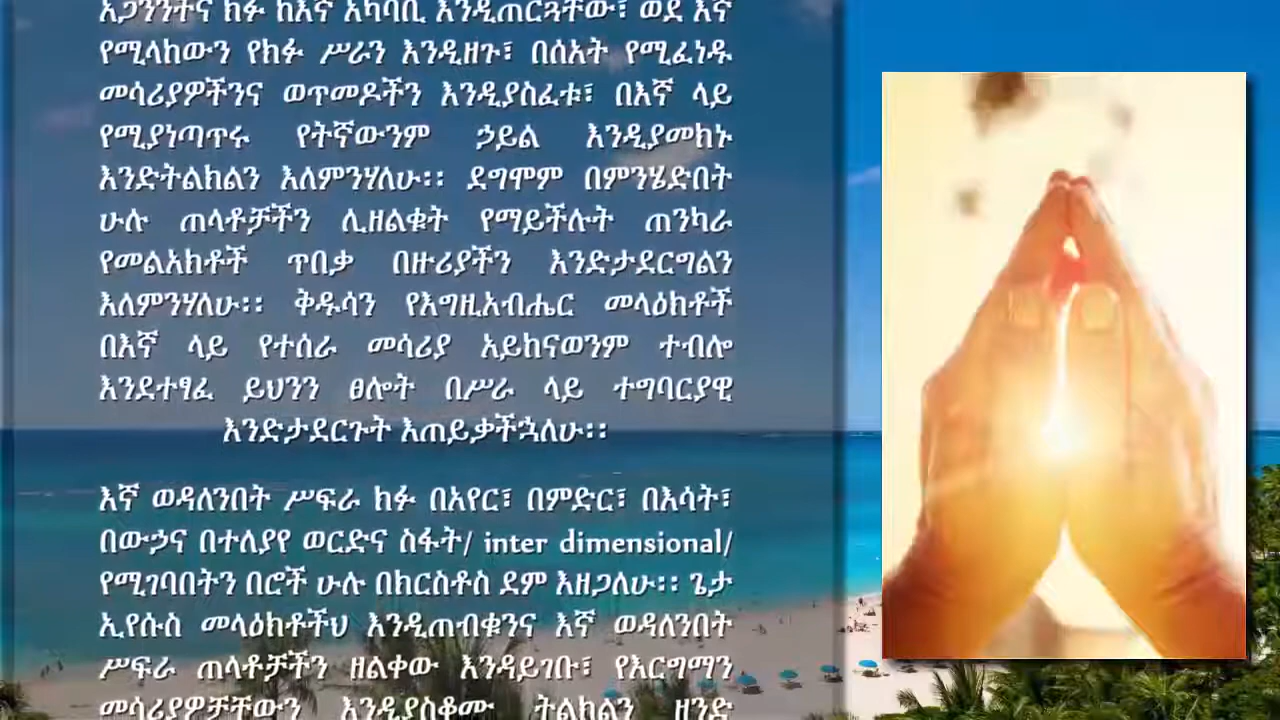 አጋንንትና ክፉ ከእኛ አካባቢ እንዲጠርጓቸው፣ ወደ እኛ
የሚላከውን የክፉ ሥራን እንዲዘጉ፣ በሰአት የሚፈነዱ
መሳሪያዎችንና ወጥመዶችን እንዲያስፈቱ፣ በእኛ ላይ
የሚያነጣጥሩ የትኛውንም ኃይል እንዲያመክኑ
እንድትልክልን እለምንሃለሁ፡፡ ደግሞም በምንሄድበት
ሁሉ ጠላቶቻችን ሊዘልቁት የማይችሉት ጠንካራ
የመልአክቶች ጥበቃ በዙሪያችን እንድታደርግልን
እለምንሃለሁ፡፡ ቅዱሳን የእግዚአብሔር መላዕክቶች
በእኛ ላይ የተሰራ መሳሪያ አይከናወንም ተብሎ
እንደተፃፈ ይህንን ፀሎት በሥራ ላይ ተግባርያዊ
እንድታደርጉት እጠይቃችኋለሁ፡፡
እኛ ወዳለንበት ሥፍራ ክፉ በአየር፣ በምድር፣ በእሳት፣
በውኃና በተለያየ ወርድና ስፋት/ inter dimensional/
የሚገባበትን በሮች ሁሉ በክርስቶስ ደም እዘጋለሁ፡፡ ጌታ
ኢየሱስ መላዕክቶችህ እንዲጠብቁንና እኛ ወዳለንበት
ሥፍራ ጠላቶቻችን ዘልቀው እንዳይገቡ፣ የእርግማን
መሳሪያዎቻቸውን እንዲያስቆሙ ትልክልን ዘንድ